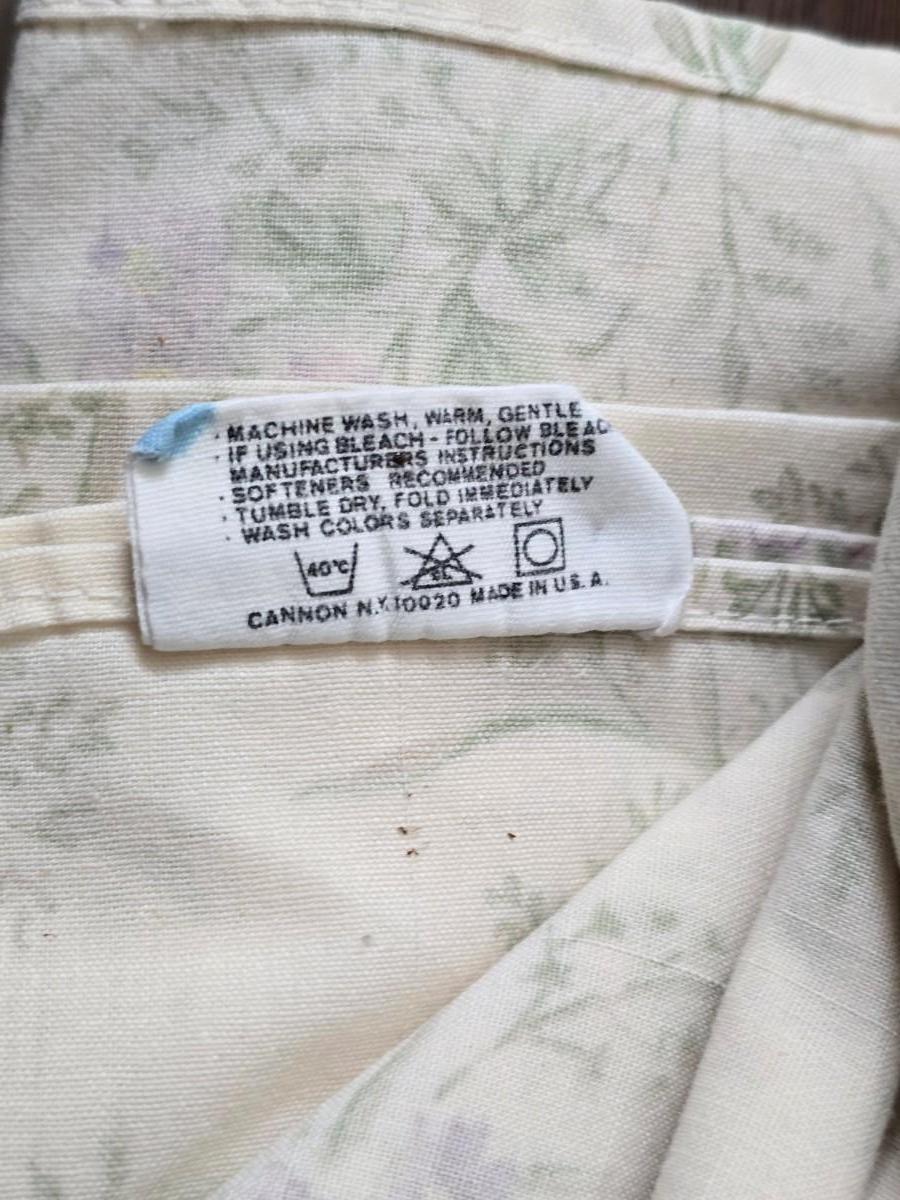 · MACHINE WASH, WARM, GENTLE
· IF USING BLEACH - FOLLOW BLEAC
MANUFACTURERS INSTRUCTIONS
· SOFTENERS RECOMMENDED
· TUMBLE DRY, FOLD IMMEDIATELY
· WASH COLORS SEPARATELY
40°C CL
CANNON N.Y. 10020 MADE IN U.S.A.